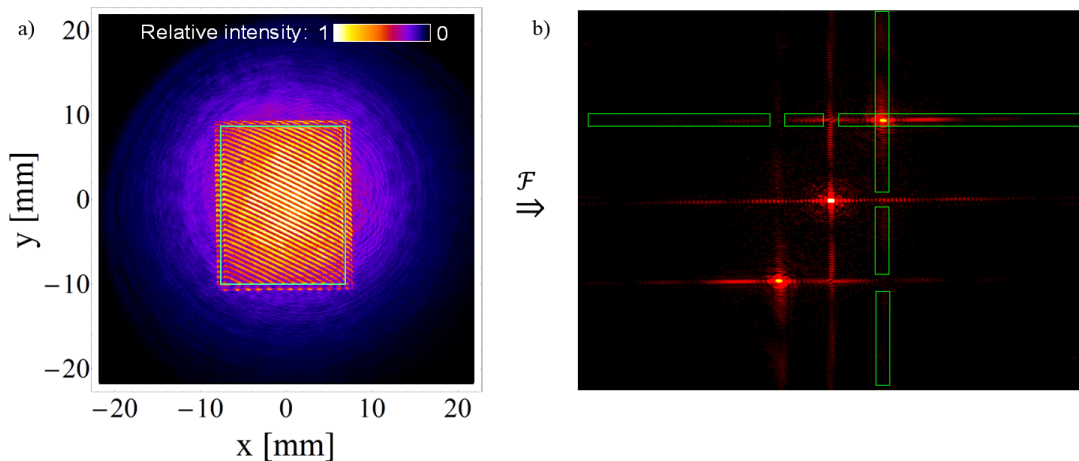 a)
Relative intensity: 1 0
20
10
0
−10
−20
y [mm]
−20 −10 0 10 20
x [mm]
ℱ
⇒
b)